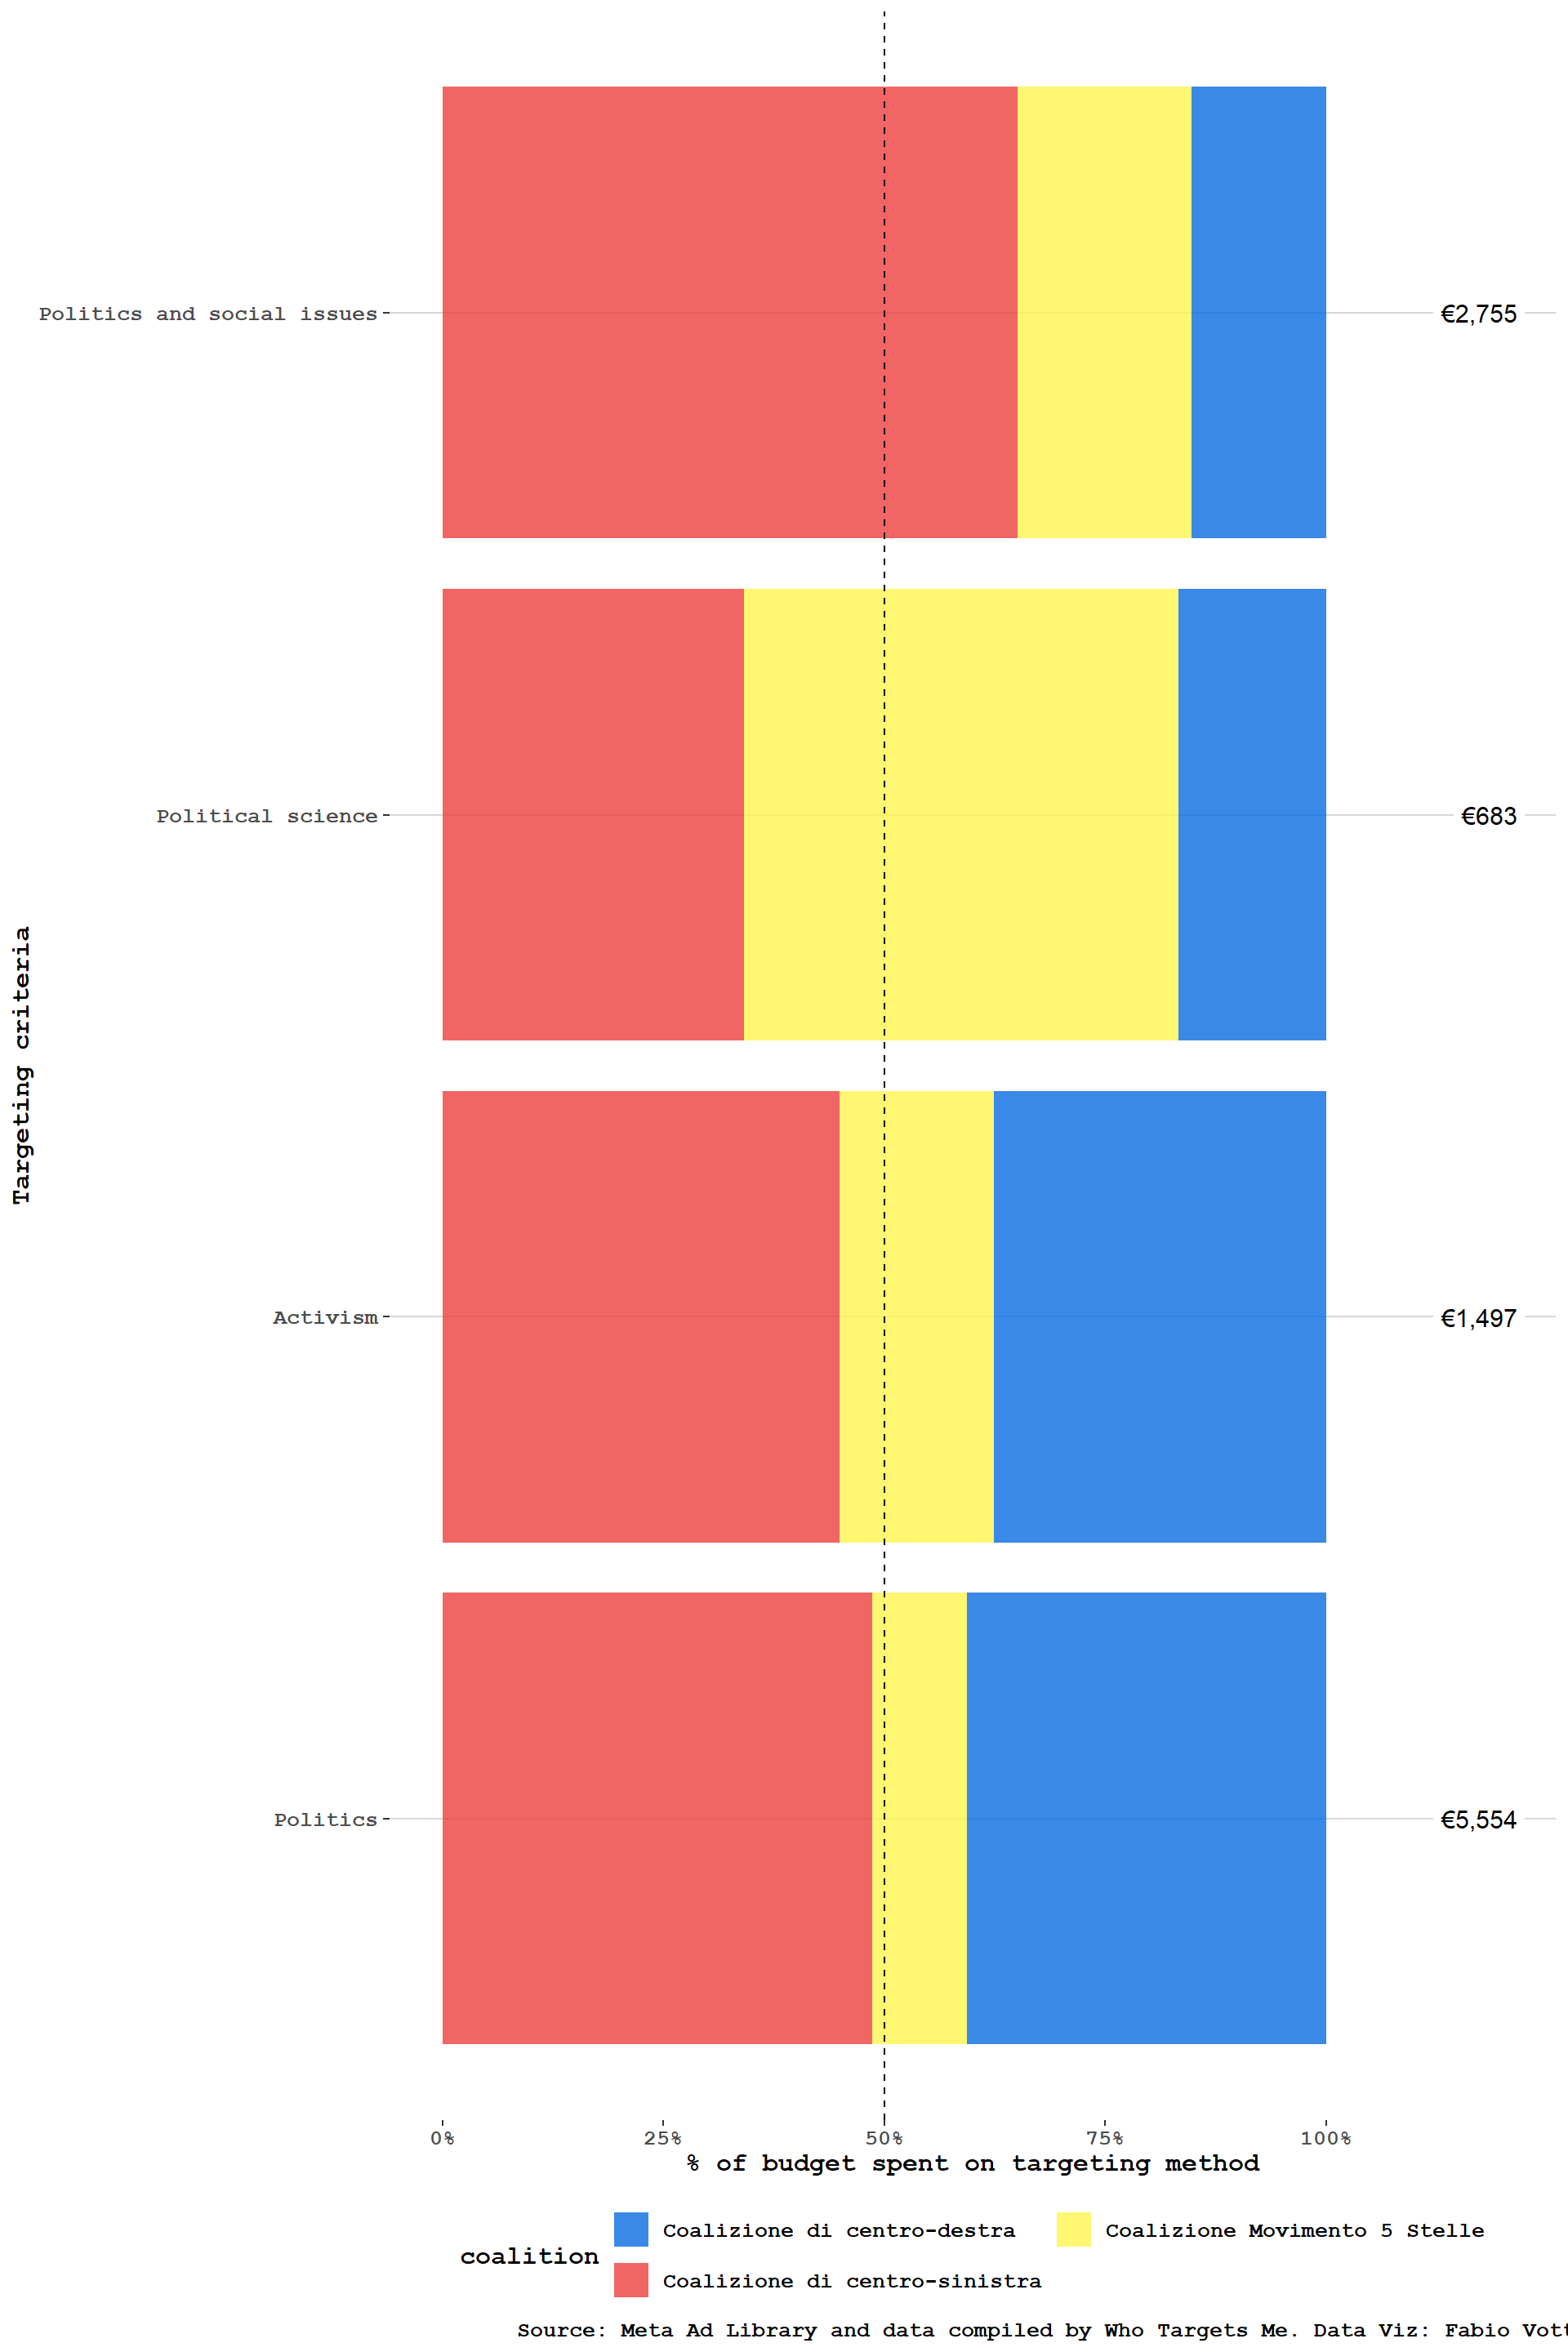 Politics and social issues
€2,755
Political science
€683
Targeting criteria
Activism
€1,497
Politics
€5,554
0% 25% 50% 75% 100%
% of budget spent on targeting method
coalition
Coalizione di centro-destra
Coalizione Movimento 5 Stelle
Coalizione di centro-sinistra
Source: Meta Ad Library and data compiled by Who Targets Me. Data Viz: Fabio